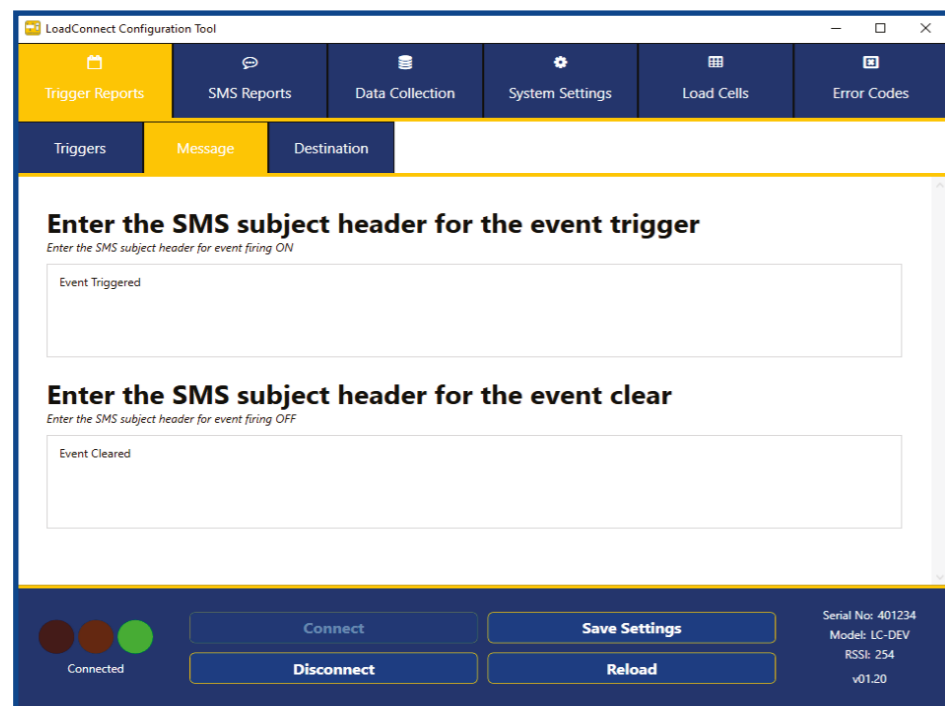 LoadConnect Configuration Tool
Trigger Reports SMS Reports Data Collection System Settings Load Cells Error Codes
Triggers Message Destination
Enter the SMS subject header for the event trigger
Enter the SMS subject header for event firing ON
Event Triggered
Enter the SMS subject header for the event clear
Enter the SMS subject header for event firing OFF
Event Cleared
Connect Save Settings
Disconnect Reload
Connected
Serial No: 401234
Model: LC-DEV
RSSI: 254
v01.20